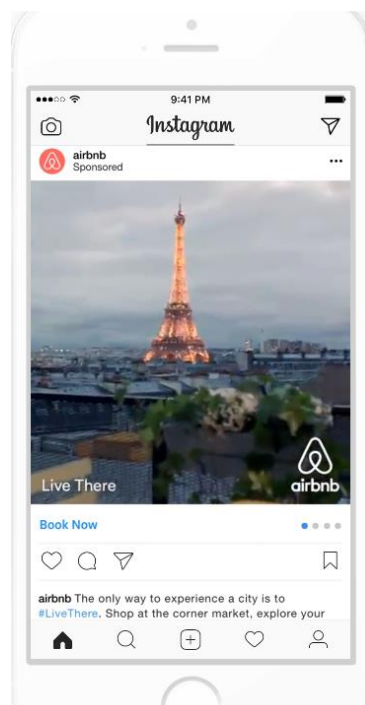 9:41 PM
Instagram
airbnb
Sponsored
Live There
airbnb
Book Now
airbnb The only way to experience a city is to
#LiveThere. Shop at the corner market, explore your